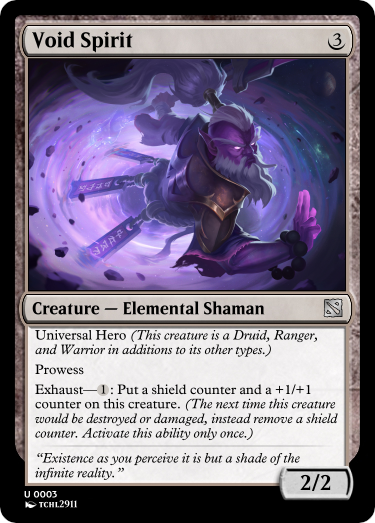 Void Spirit
3
Creature — Elemental Shaman
Universal Hero (This creature is a Druid, Ranger,
and Warrior in additions to its other types.)
Prowess
Exhaust—1: Put a shield counter and a +1/+1
counter on this creature. (The next time this creature
would be destroyed or damaged, instead remove a shield
counter. Activate this ability only once.)
“Existence as you perceive it is but a shade of the
infinite reality.”
2/2
U 0003
TCHL2911